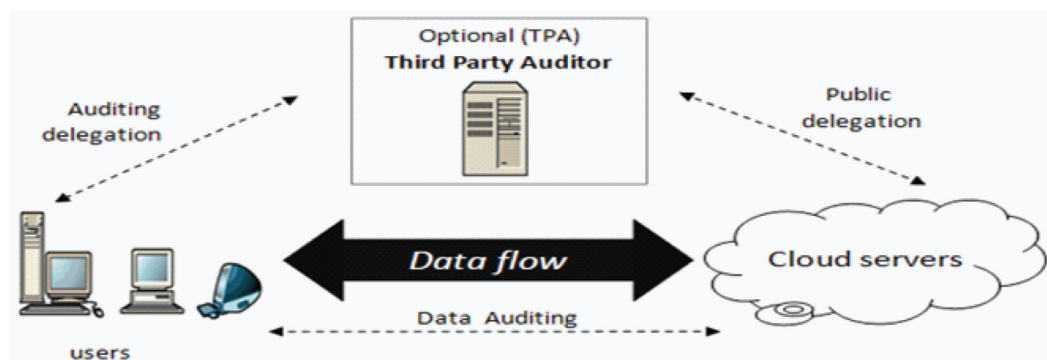 Optional (TPA)
Third Party Auditor
Auditing
delegation
Public
delegation
Data flow
Cloud servers
Data Auditing
users